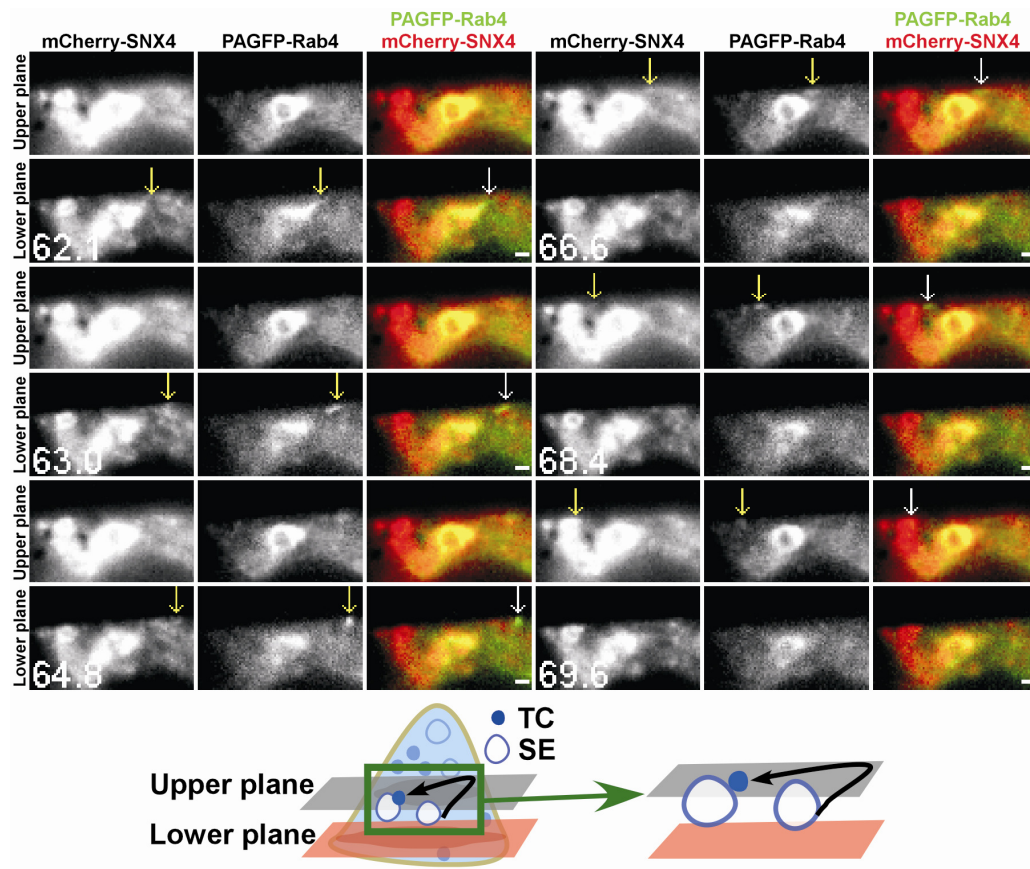 PAGFP-Rab4 PAGFP-Rab4
mCherry-SNX4 PAGFP-Rab4 mCherry-SNX4 mCherry-SNX4 PAGFP-Rab4 mCherry-SNX4
Upper plane
Lower plane
62.1 66.6
Upper plane
Lower plane
63.0 68.4
Upper plane
Lower plane
64.8 69.6
TC
SE
Upper plane
Lower plane